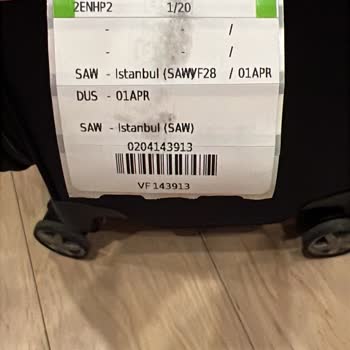 2ENHP2 1/20
- - /
- - /
SAW - Istanbul (SAW) VF28 / 01APR
DUS - 01APR
SAW - Istanbul (SAW)
0204143913
VF 143913